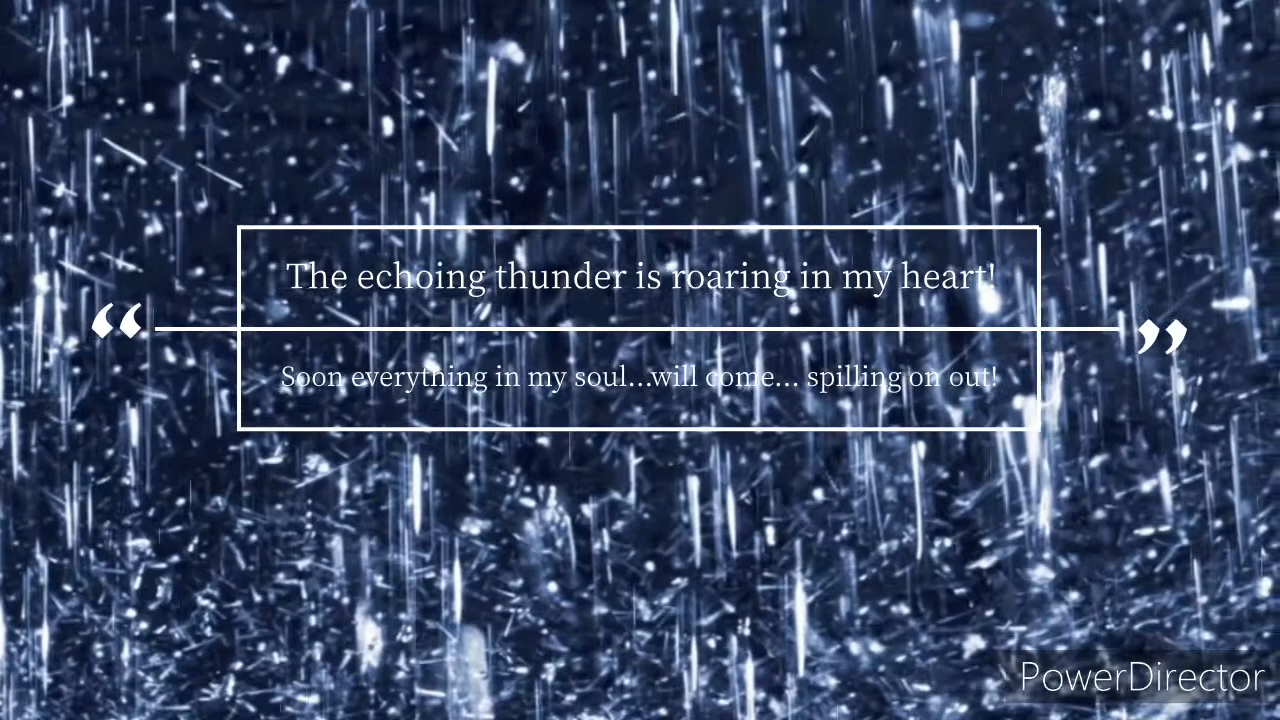 The echoing thunder is roaring in my heart!
“ ”
Soon everything in my soul...will come... spilling on out!
PowerDirector